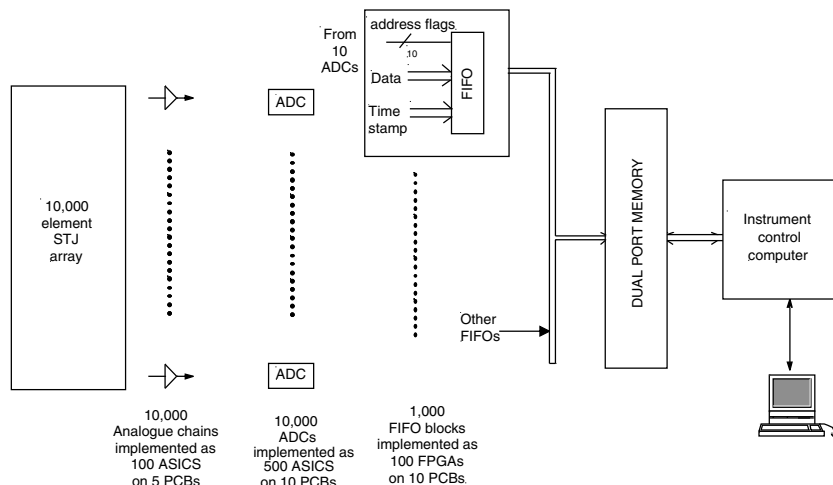 From
10
ADCs
address flags
10
Data
Time
stamp
FIFO
ADC
10,000
element
STJ
array
DUAL PORT MEMORY
Instrument
control
computer
Other
FIFOs
ADC
10,000
Analogue chains
implemented as
100 ASICS
on 5 PCBs
10,000
ADCs
implemented as
500 ASICS
on 10 PCBs
1,000
FIFO blocks
implemented as
100 FPGAs
on 10 PCBs